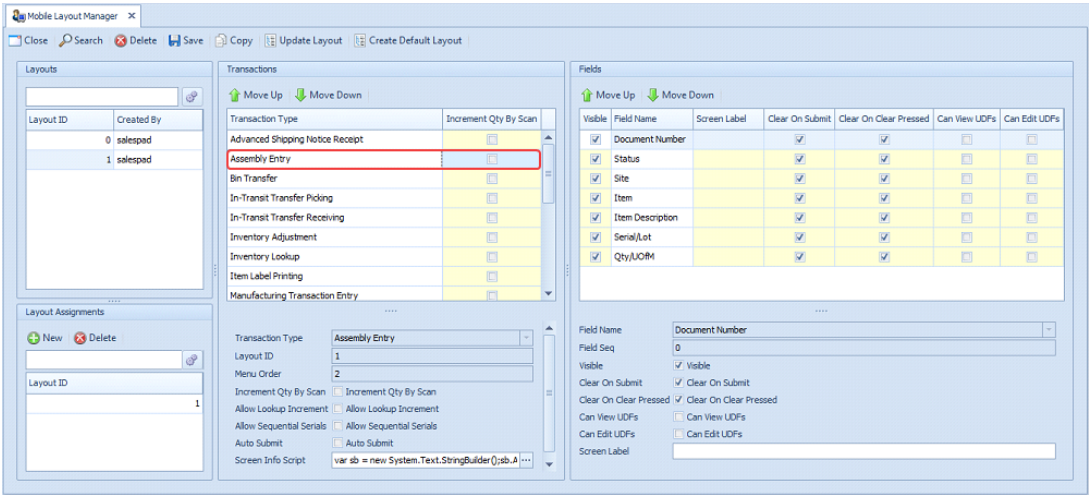 Mobile Layout Manager
Close Search Delete Save Copy Update Layout Create Default Layout
Layouts
Layout ID Created By
0 salespad
1 salespad
Layout Assignments
New Delete
Layout ID
1
Transactions
Move Up Move Down
Transaction Type Increment Qty By Scan
Advanced Shipping Notice Receipt
Assembly Entry
Bin Transfer
In-Transit Transfer Picking
In-Transit Transfer Receiving
Inventory Adjustment
Inventory Lookup
Item Label Printing
Manufacturing Transaction Entry
Transaction Type Assembly Entry
Layout ID 1
Menu Order 2
Increment Qty By Scan Increment Qty By Scan
Allow Lookup Increment Allow Lookup Increment
Allow Sequential Serials Allow Sequential Serials
Auto Submit Auto Submit
Screen Info Script var sb = new System.Text.StringBuilder();sb.A ...
Fields
Move Up Move Down
Visible Field Name Screen Label Clear On Submit Clear On Clear Pressed Can View UDFs Can Edit UDFs
Document Number
Status
Site
Item
Item Description
Serial/Lot
Qty/UOfM
Field Name Document Number
Field Seq 0
Visible Visible
Clear On Submit Clear On Submit
Clear On Clear Pressed Clear On Clear Pressed
Can View UDFs Can View UDFs
Can Edit UDFs Can Edit UDFs
Screen Label